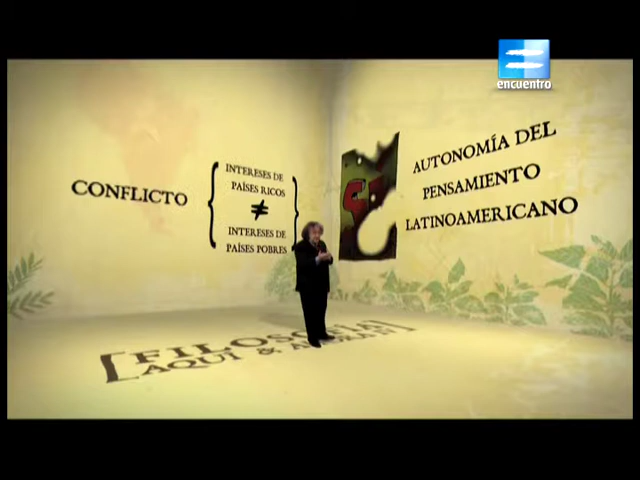 encuentro
CONFLICTO
INTERESES DE
PAÍSES RICOS
≠
INTERESES DE
PAÍSES POBRES
AUTONOMÍA DEL
PENSAMIENTO
LATINOAMERICANO
FILOSOFÍA
AQUÍ & AHORA